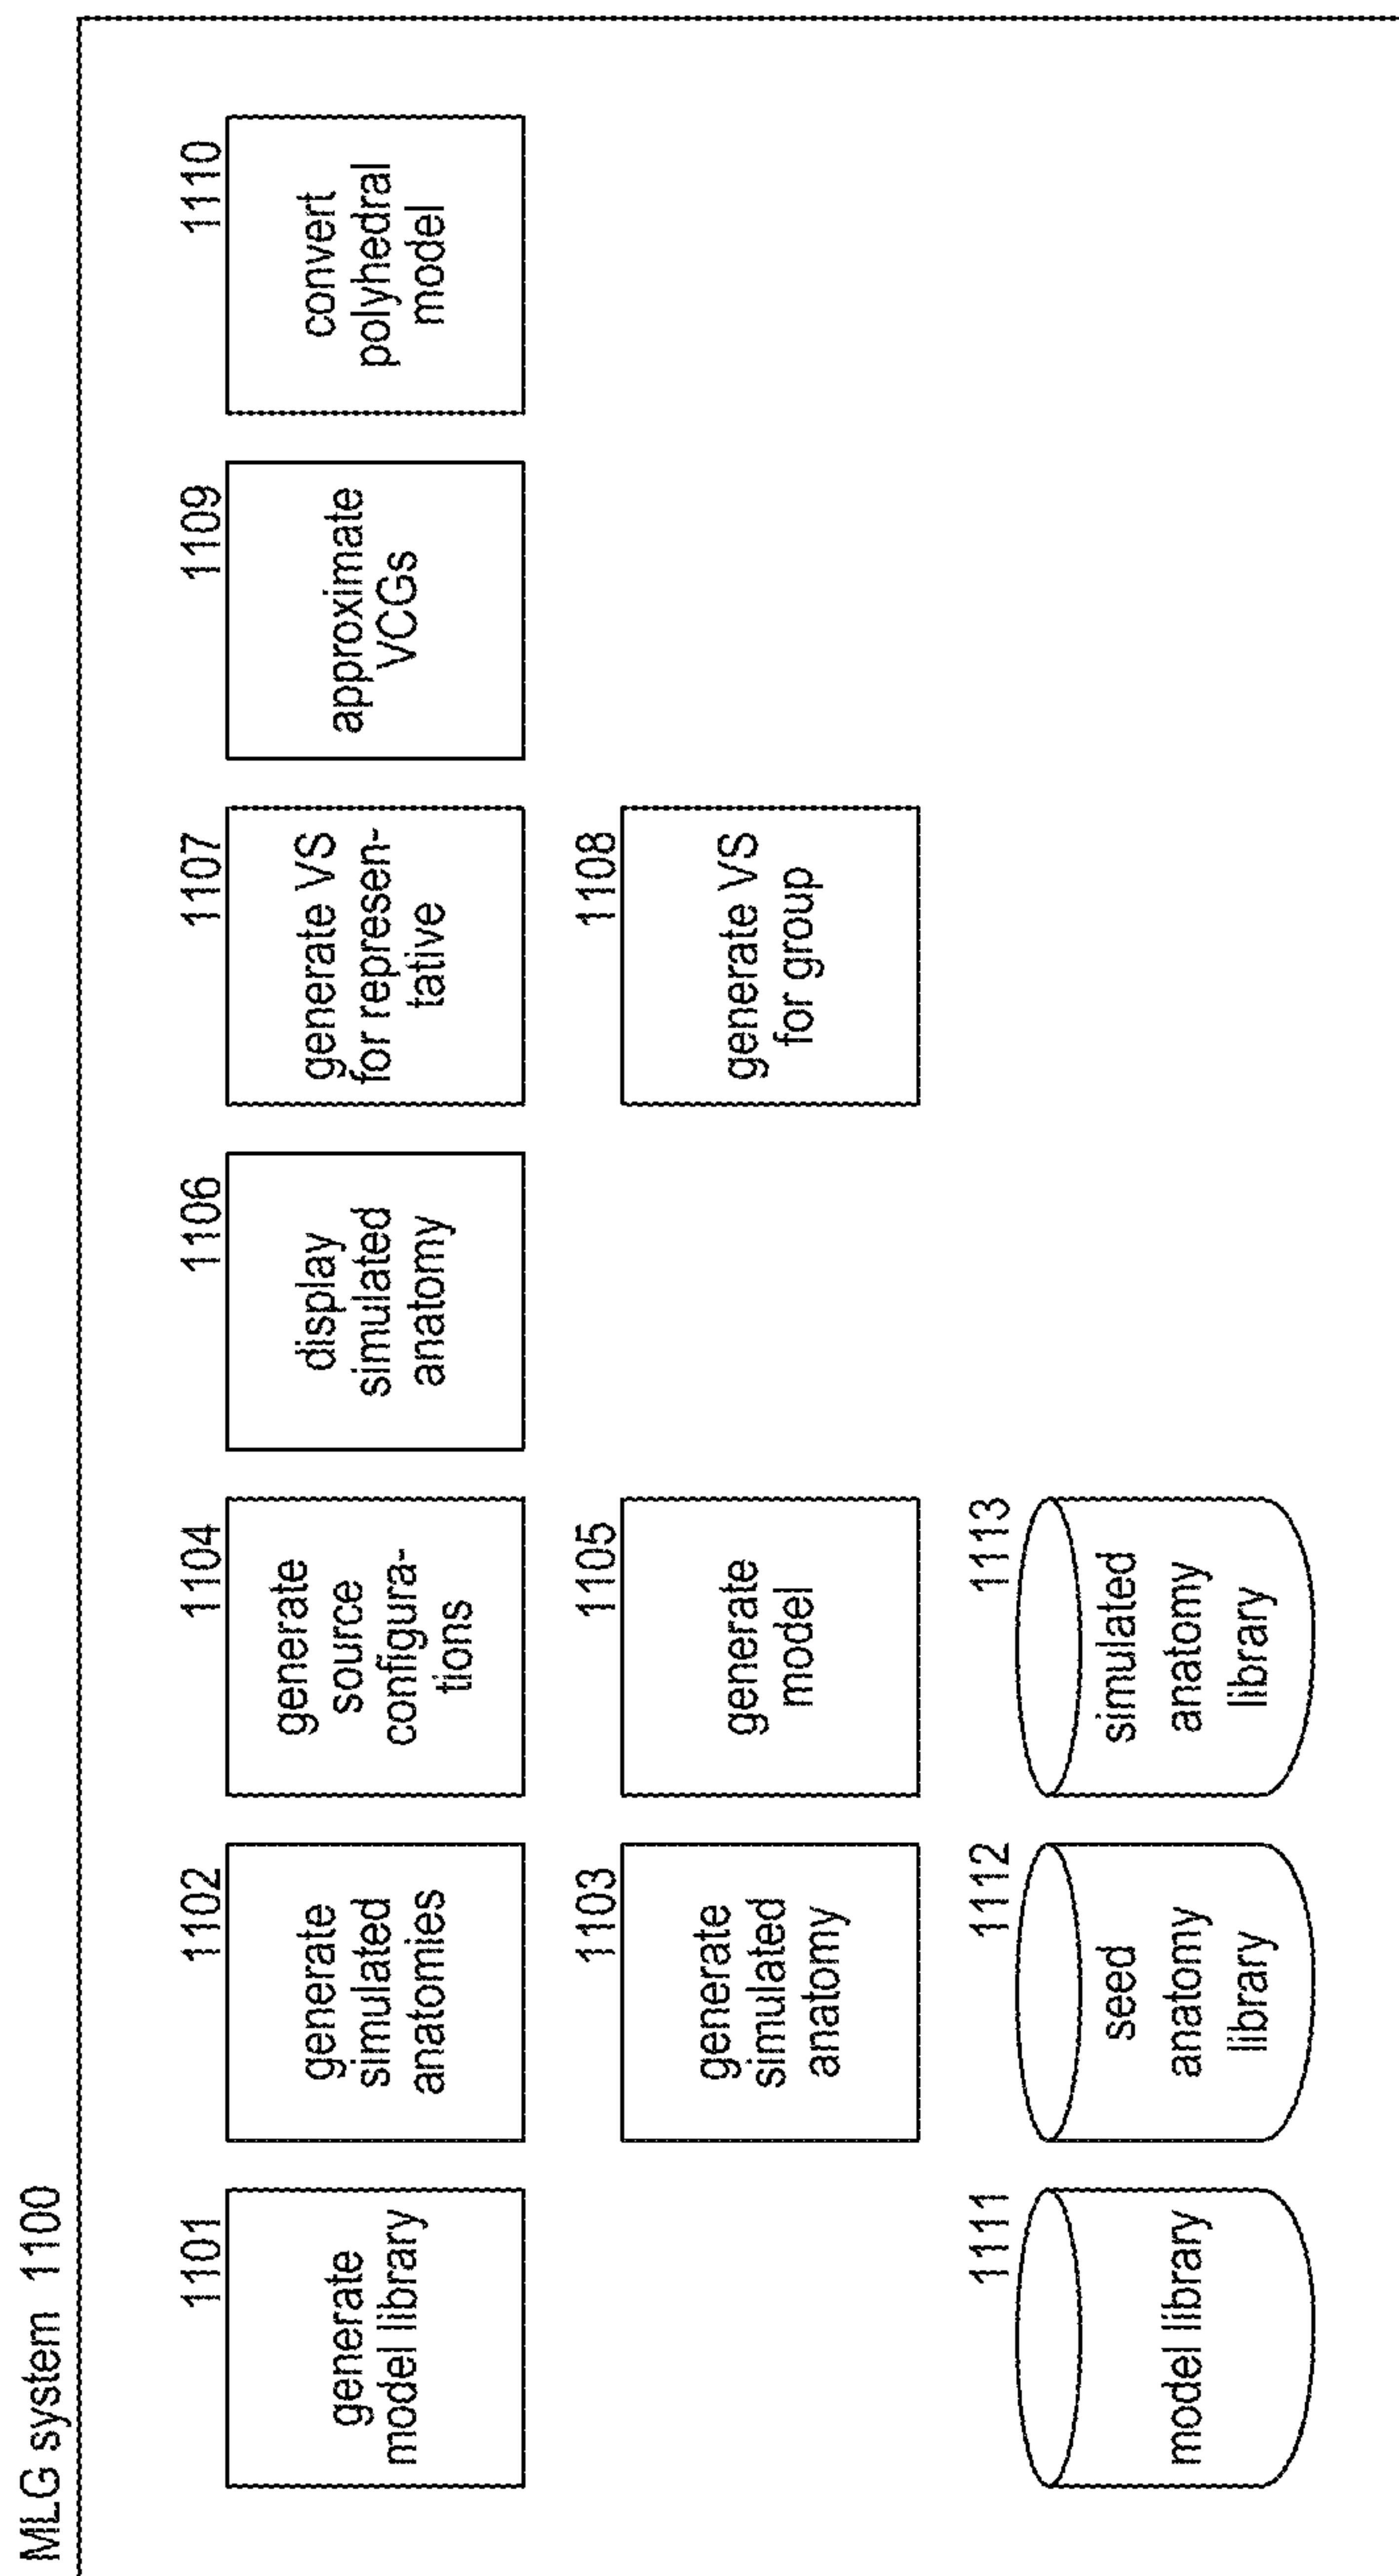 MLG system 1100
1101
generate
model library
1102
generate
simulated
anatomies
1104
generate
source
configura-
tions
1106
display
simulated
anatomy
1107
generate VS
for represen-
tative
1109
approximate
VCGs
1110
convert
polyhedral
model
1103
generate
simulated
anatomy
1105
generate
model
1108
generate VS
for group
1111
model library
1112
seed
anatomy
library
1113
simulated
anatomy
library